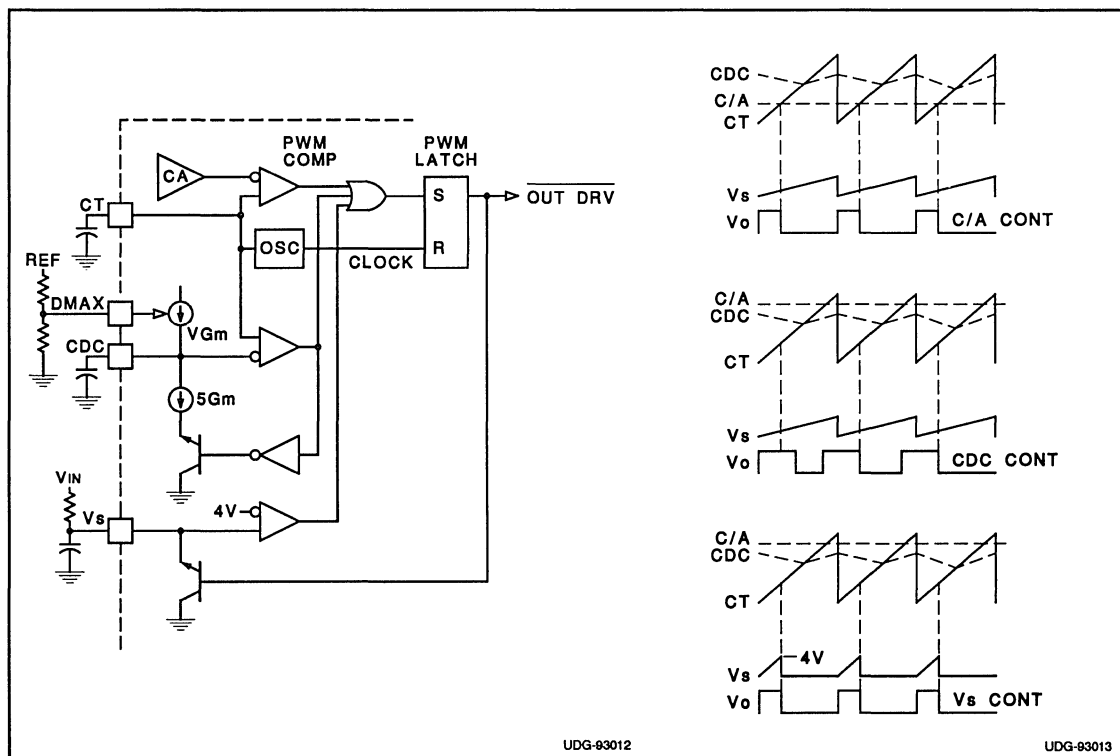 PWM
COMP
PWM
LATCH
CA
S
OUT DRV
CT
REF
OSC
CLOCK
R
DMAX
VGm
CDC
5Gm
VIN
Vs
4V
UDG-93012
CDC
C/A
CT
Vs
Vo
C/A CONT
C/A
CDC
CT
Vs
Vo
CDC CONT
C/A
CDC
CT
4V
Vs
Vo
Vs CONT
UDG-93013